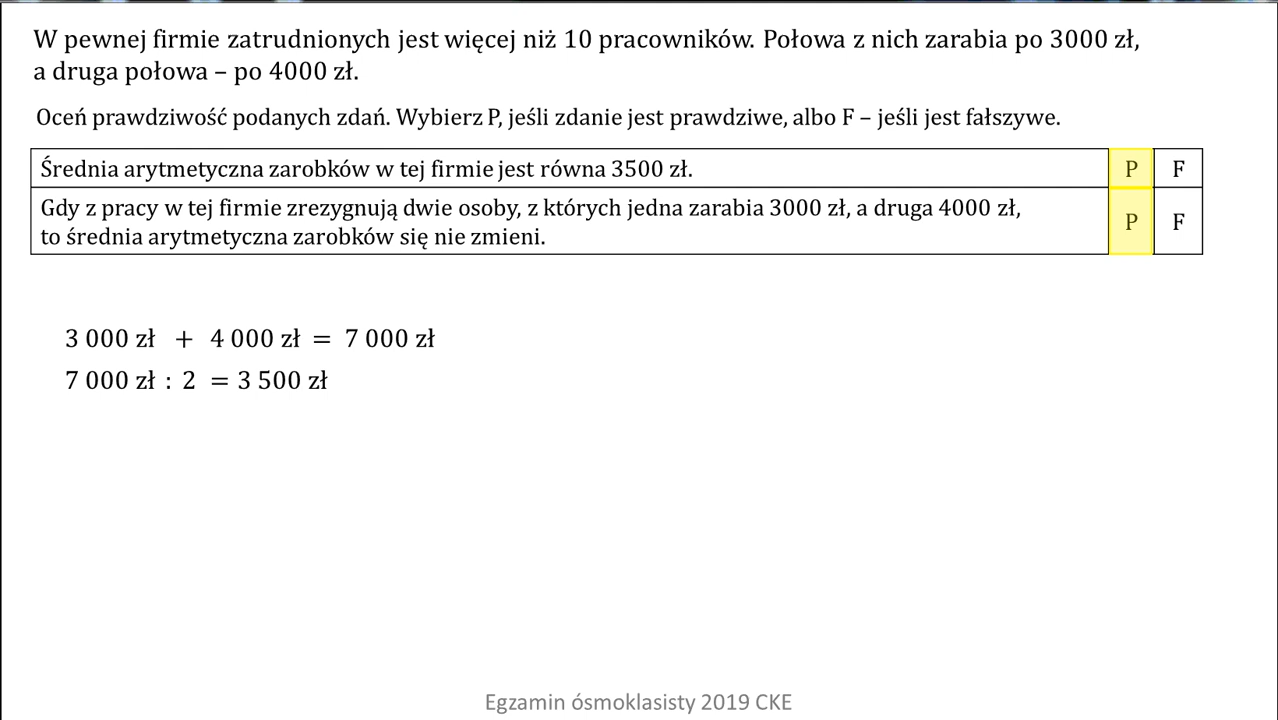 W pewnej firmie zatrudnionych jest więcej niż 10 pracowników. Połowa z nich zarabia po 3000 zł,
a druga połowa – po 4000 zł.
Oceń prawdziwość podanych zdań. Wybierz P, jeśli zdanie jest prawdziwe, albo F – jeśli jest fałszywe.
Średnia arytmetyczna zarobków w tej firmie jest równa 3500 zł. P F
Gdy z pracy w tej firmie zrezygnują dwie osoby, z których jedna zarabia 3000 zł, a druga 4000 zł,
to średnia arytmetyczna zarobków się nie zmieni. P F
3 000 zł + 4 000 zł = 7 000 zł
7 000 zł : 2 = 3 500 zł
Egzamin ósmoklasisty 2019 CKE